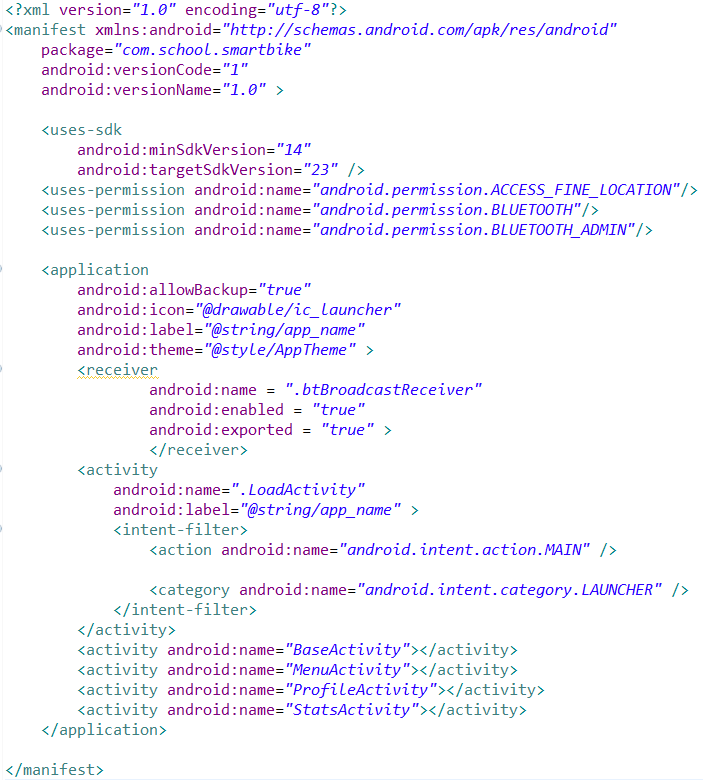 <?xml version="1.0" encoding="utf-8"?>
<manifest xmlns:android="http://schemas.android.com/apk/res/android"
    package="com.school.smartbike"
    android:versionCode="1"
    android:versionName="1.0" >

    <uses-sdk
        android:minSdkVersion="14"
        android:targetSdkVersion="23" />
    <uses-permission android:name="android.permission.ACCESS_FINE_LOCATION"/>
    <uses-permission android:name="android.permission.BLUETOOTH"/>
    <uses-permission android:name="android.permission.BLUETOOTH_ADMIN"/>

    <application
        android:allowBackup="true"
        android:icon="@drawable/ic_launcher"
        android:label="@string/app_name"
        android:theme="@style/AppTheme" >
        <receiver
                android:name = ".btBroadcastReceiver"
                android:enabled = "true"
                android:exported = "true" >
                </receiver>
        <activity
            android:name=".LoadActivity"
            android:label="@string/app_name" >
            <intent-filter>
                <action android:name="android.intent.action.MAIN" />

                <category android:name="android.intent.category.LAUNCHER" />
            </intent-filter>
        </activity>
        <activity android:name="BaseActivity"></activity>
        <activity android:name="MenuActivity"></activity>
        <activity android:name="ProfileActivity"></activity>
        <activity android:name="StatsActivity"></activity>
    </application>

</manifest>